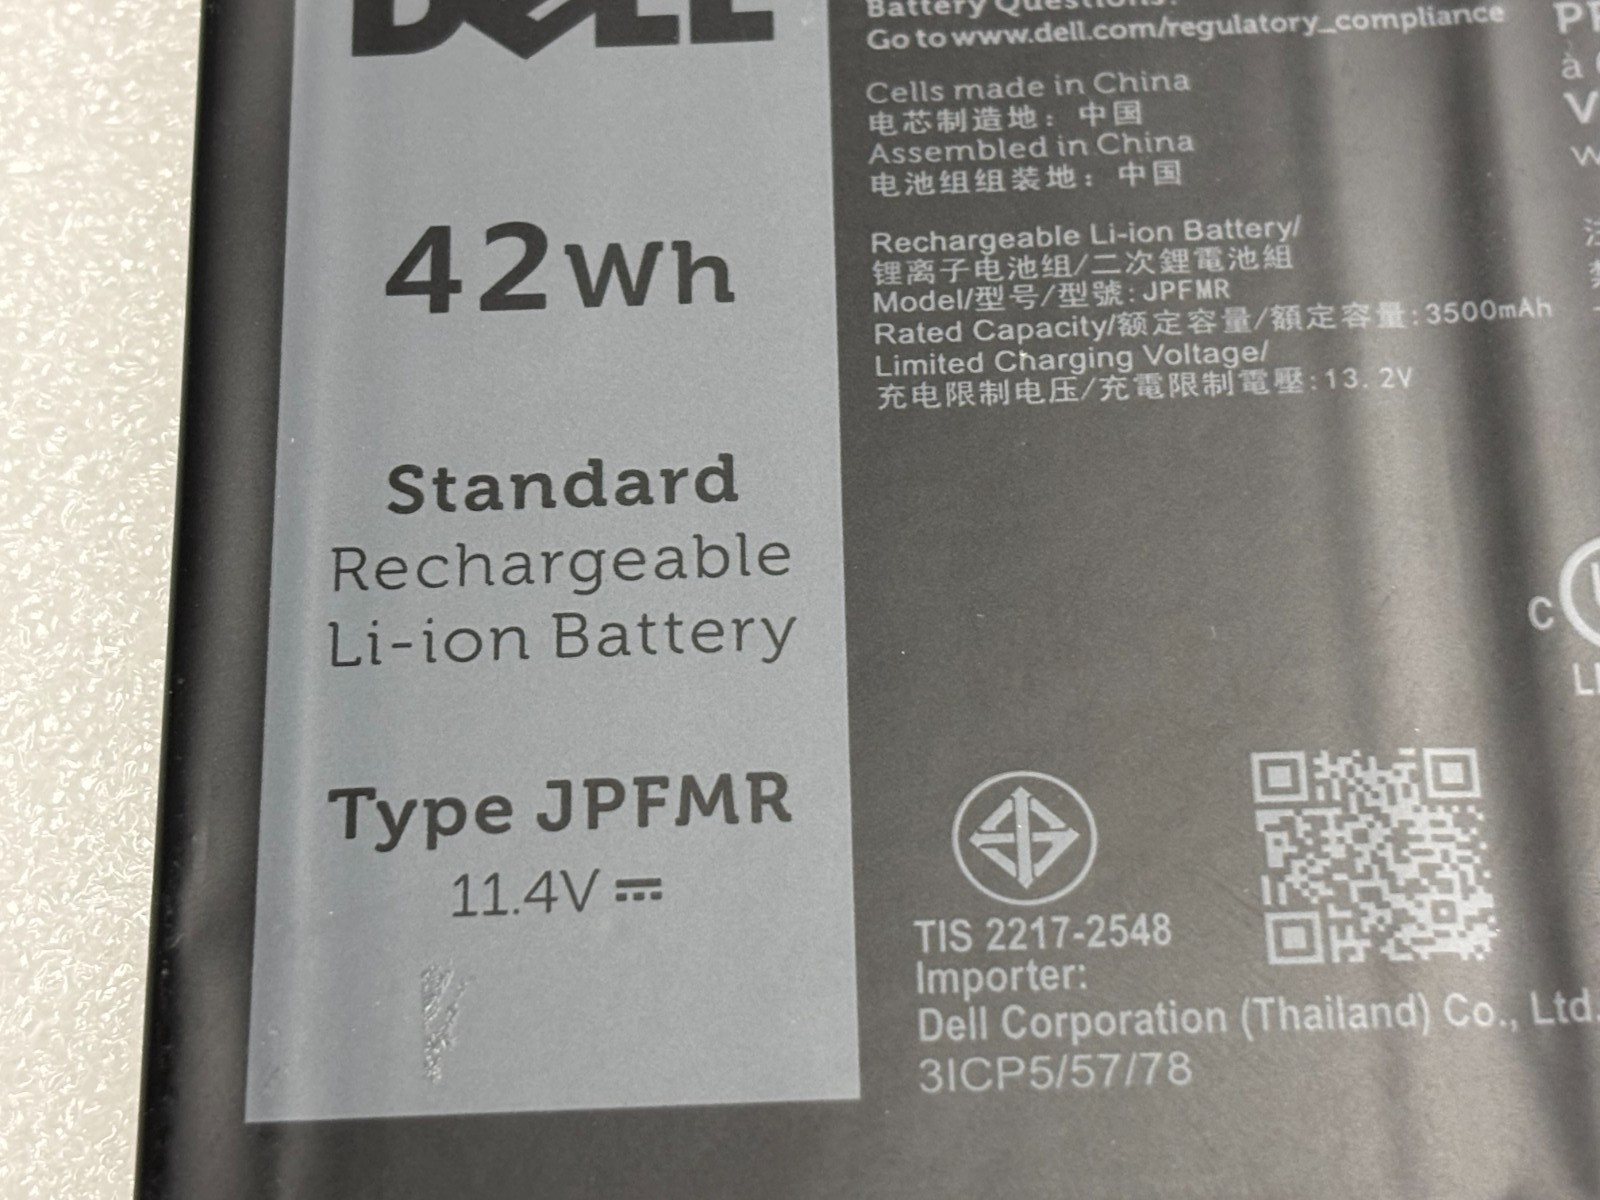 DELL
42Wh
Standard
Rechargeable
Li-ion Battery
Type JPFMR
11.4V
Battery Questions?
Go to www.dell.com/regulatory_compliance
Cells made in China
电芯制造地：中国
Assembled in China
电池组组装地：中国
Rechargeable Li-ion Battery/
锂离子电池组/二次鋰電池組
Model/型号/型號:JPFMR
Rated Capacity/额定容量/額定容量:3500mAh
Limited Charging Voltage/
充电限制电压/充電限制電壓:13.2V
TIS 2217-2548
Importer:
Dell Corporation (Thailand) Co., Ltd.
3ICP5/57/78